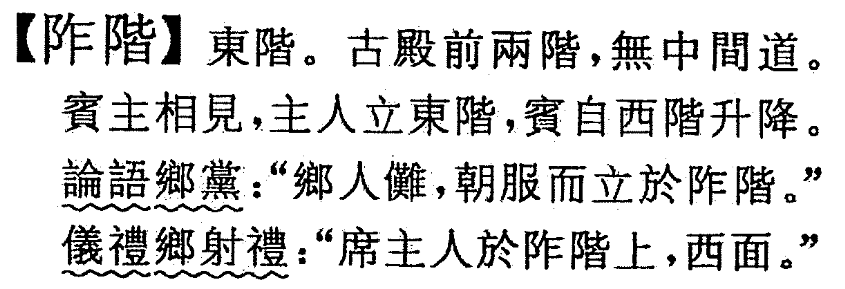 【阼階】東階。古殿前兩階，無中間道。
賓主相見，主人立東階，賓自西階升降。
論語鄉黨：“鄉人儺，朝服而立於阼階。”
儀禮鄉射禮：“席主人於阼階上，西面。”